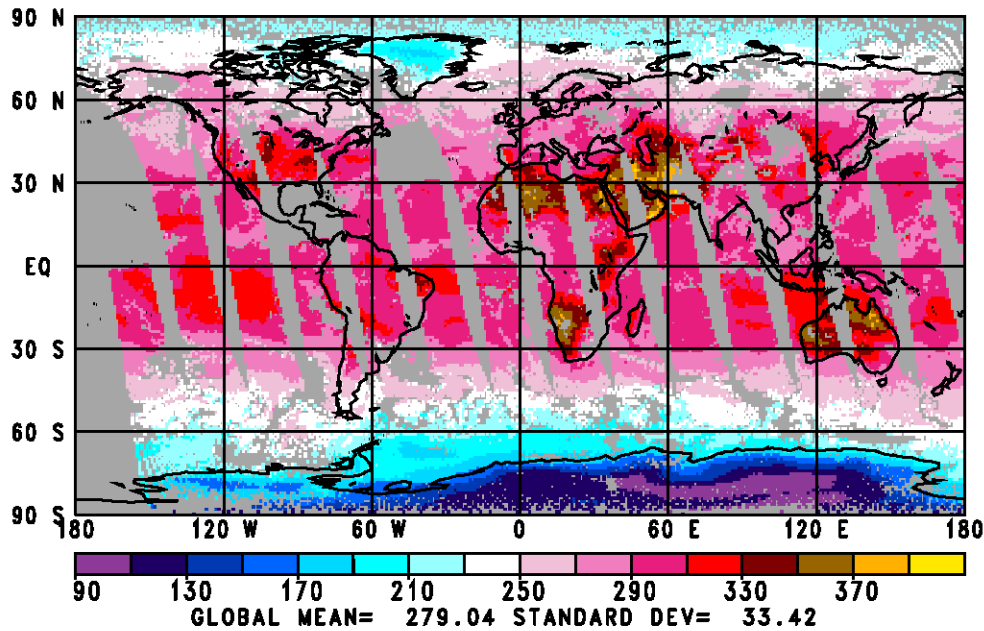 90 N
60 N
30 N
EQ
30 S
60 S
90 S
180 120 W 60 W 0 60 E 120 E 180
90 130 170 210 250 290 330 370
GLOBAL MEAN= 279.04 STANDARD DEV= 33.42